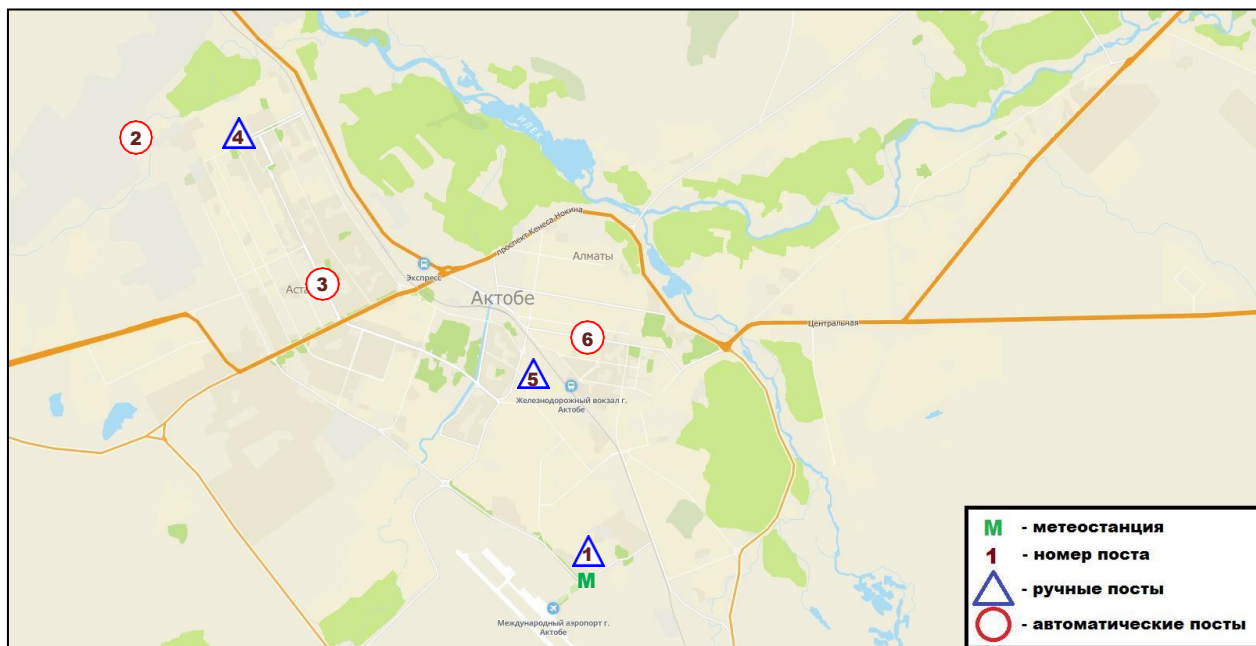 ИЛЕК
2
4
проспект Кенеса Нокина
Алматы
Экспресс
3
Аста
Актобе
Центральная
6
5
Железнодорожный вокзал г.
Актобе
1
М
Международный аэропорт г.
Актобе
М - метеостанция
1 - номер поста
- ручные посты
- автоматические посты